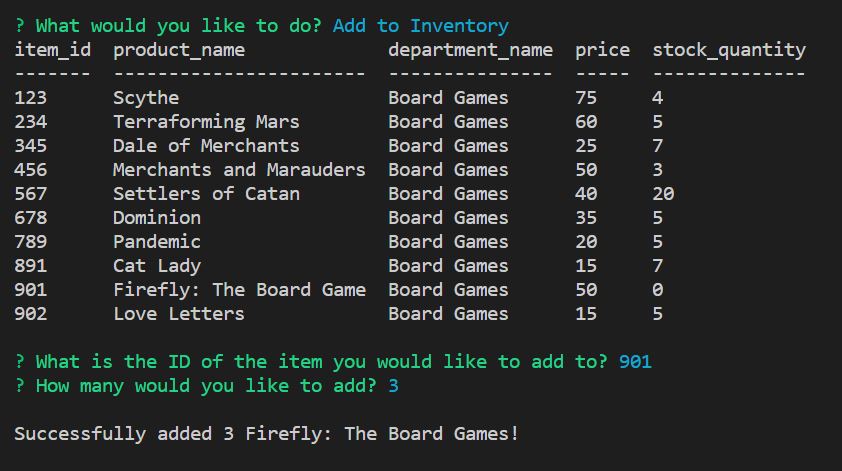 ? What would you like to do? Add to Inventory
item_id  product_name             department_name  price  stock_quantity
-------  -----------------------  ---------------  -----  --------------
123      Scythe                   Board Games      75     4
234      Terraforming Mars        Board Games      60     5
345      Dale of Merchants        Board Games      25     7
456      Merchants and Marauders  Board Games      50     3
567      Settlers of Catan        Board Games      40     20
678      Dominion                 Board Games      35     5
789      Pandemic                 Board Games      20     5
891      Cat Lady                 Board Games      15     7
901      Firefly: The Board Game  Board Games      50     0
902      Love Letters             Board Games      15     5
? What is the ID of the item you would like to add to? 901
? How many would you like to add? 3
Successfully added 3 Firefly: The Board Games!